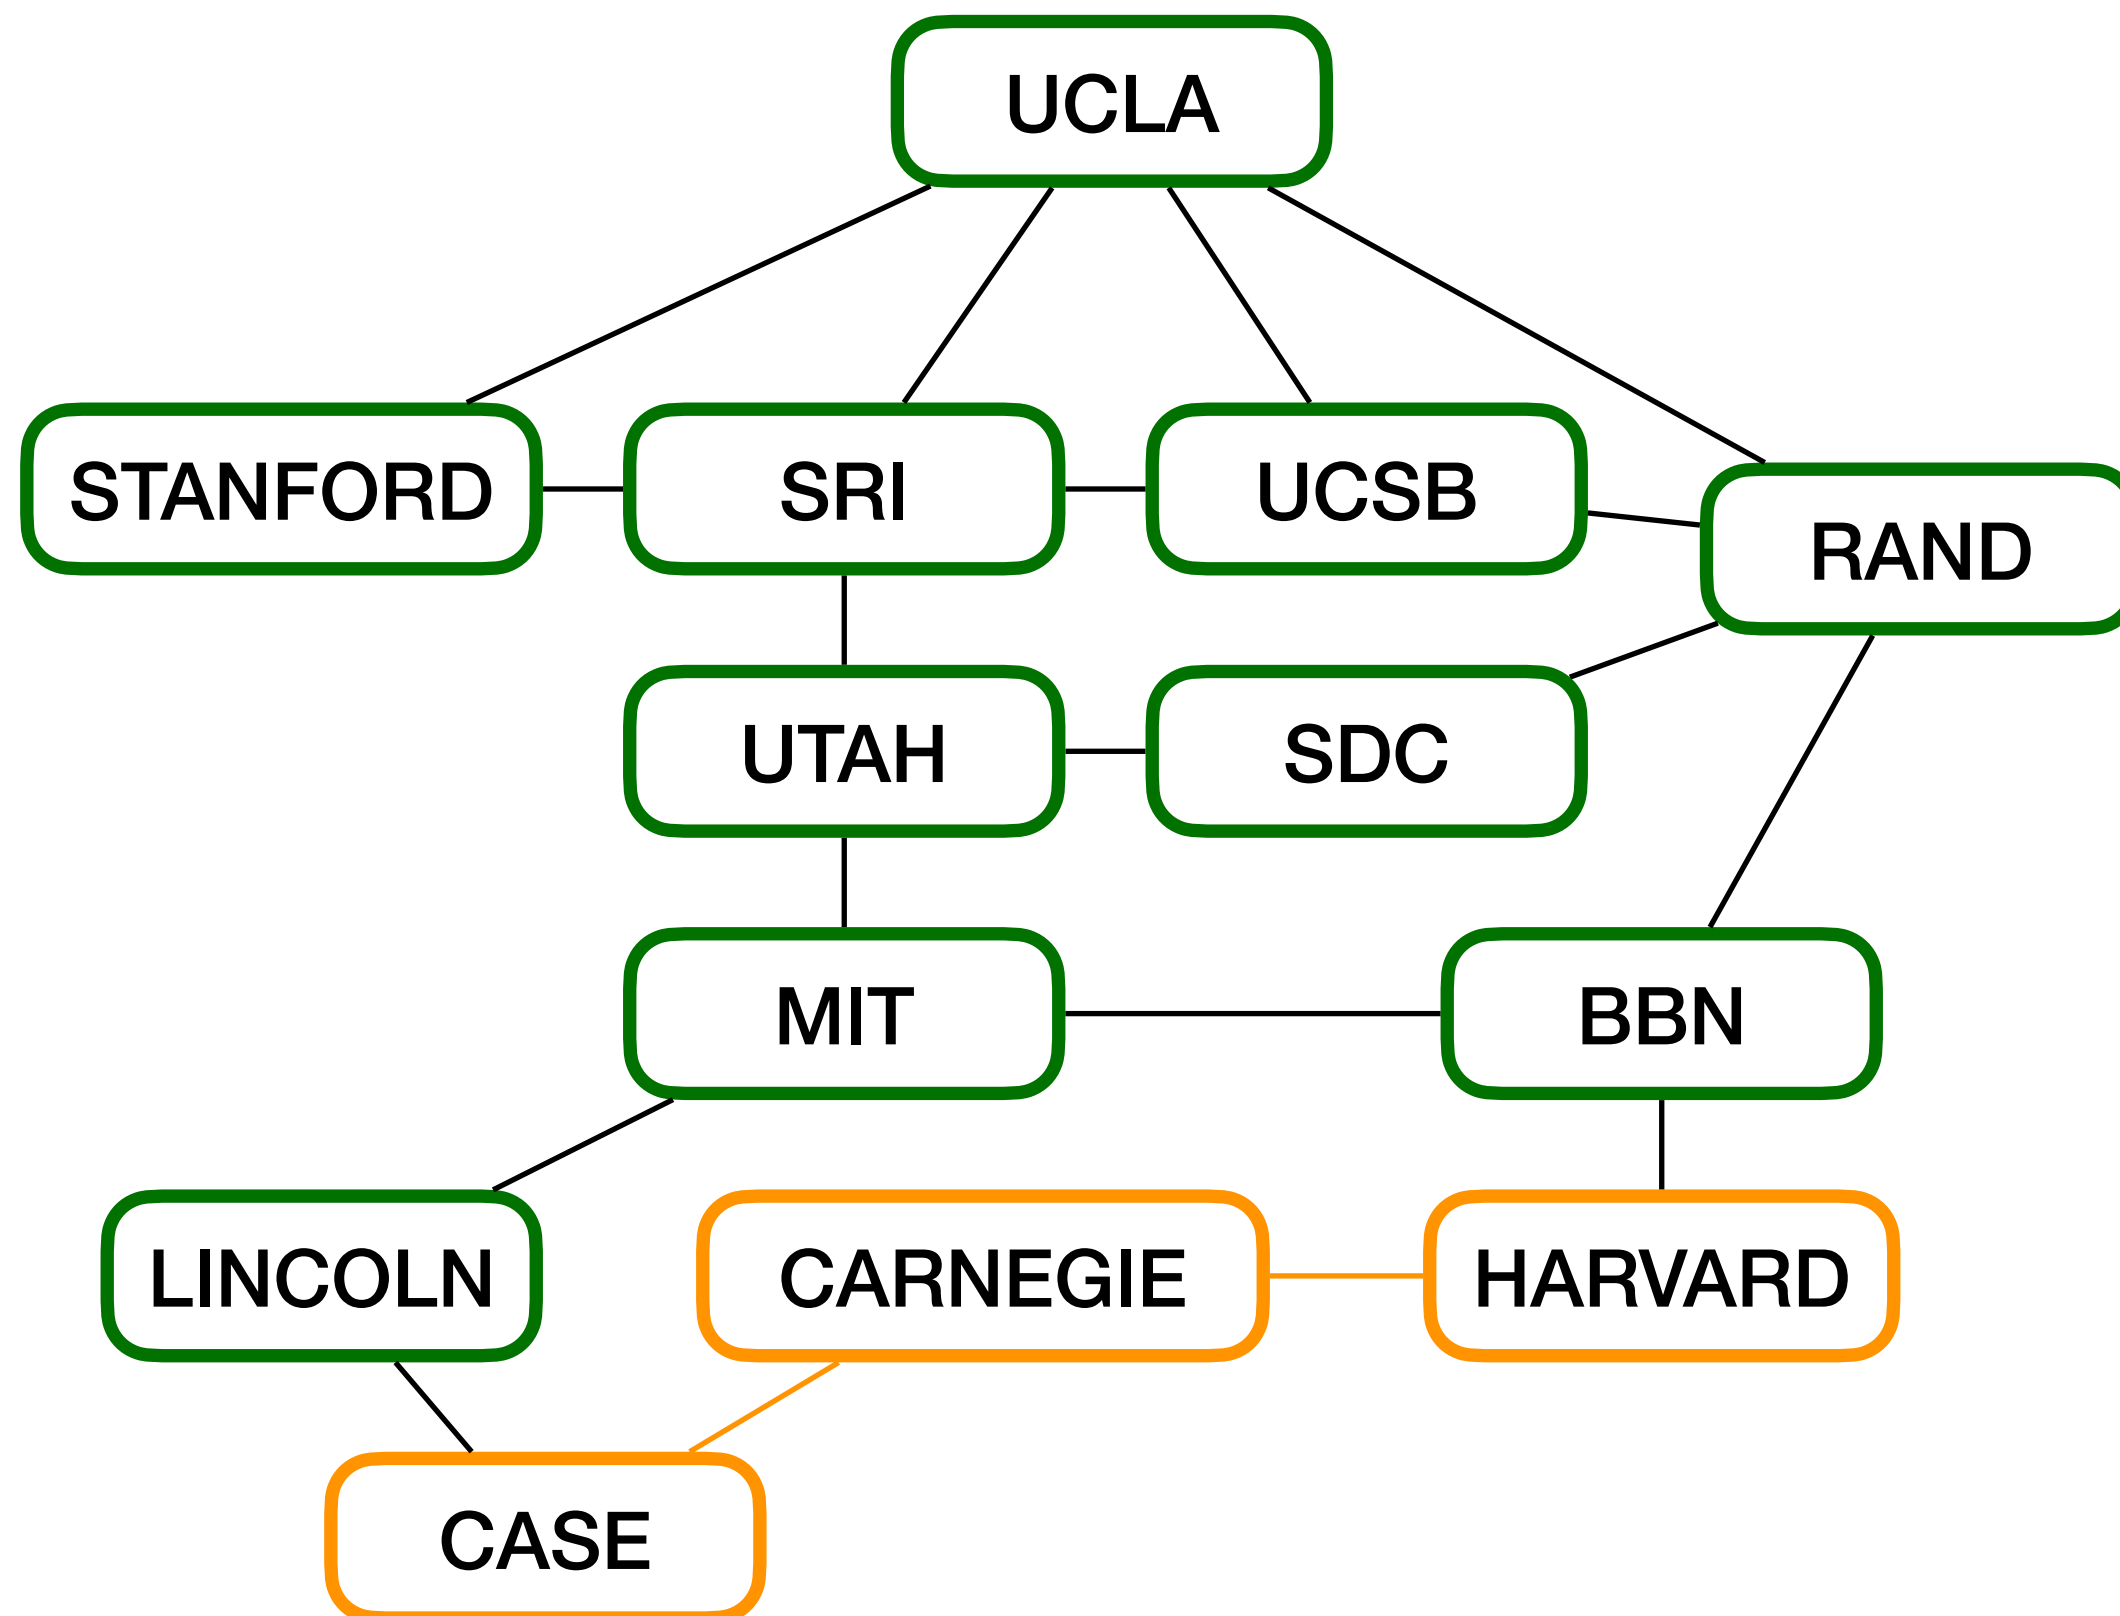 UCLA
STANFORD
SRI
UCSB
RAND
UTAH
SDC
MIT
BBN
LINCOLN
CARNEGIE
HARVARD
CASE